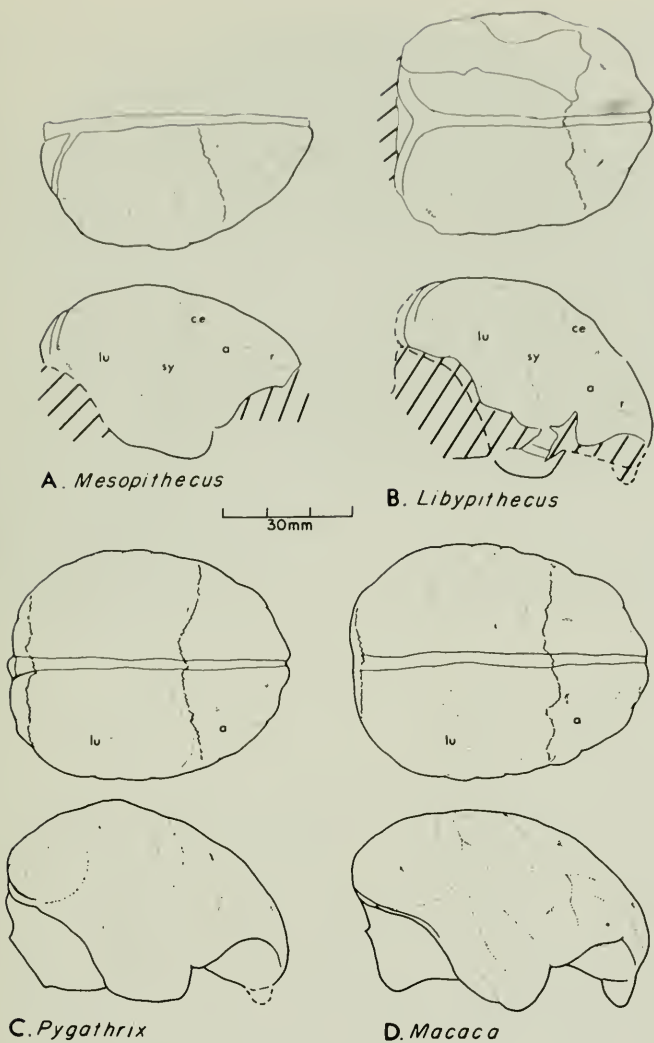 ce
a
r
lu
sy
A. Mesopithecus
ce
lu
sy
a
r
B. Libypithecus
30mm
lu
a
C. Pygathrix
lu
a
D. Macaca